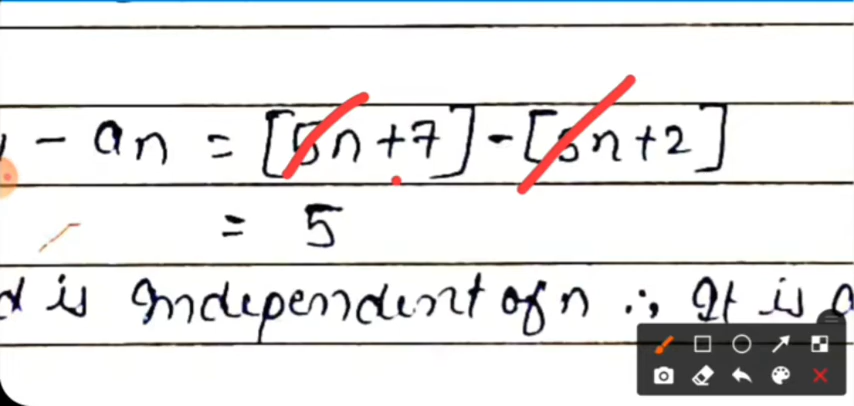 - an = [5n+7]-[5n+2]
= 5
d is independent of n ∴ It is a